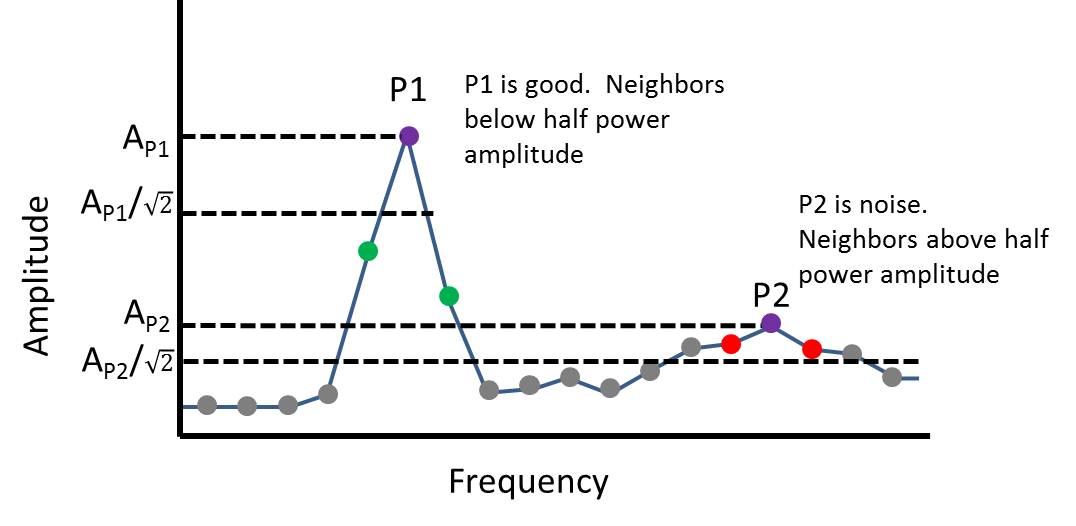 P1
P1 is good.  Neighbors
below half power
amplitude
A_P1
A_P1/√2
P2 is noise.
Neighbors above half
power amplitude
P2
A_P2
A_P2/√2
Amplitude
Frequency